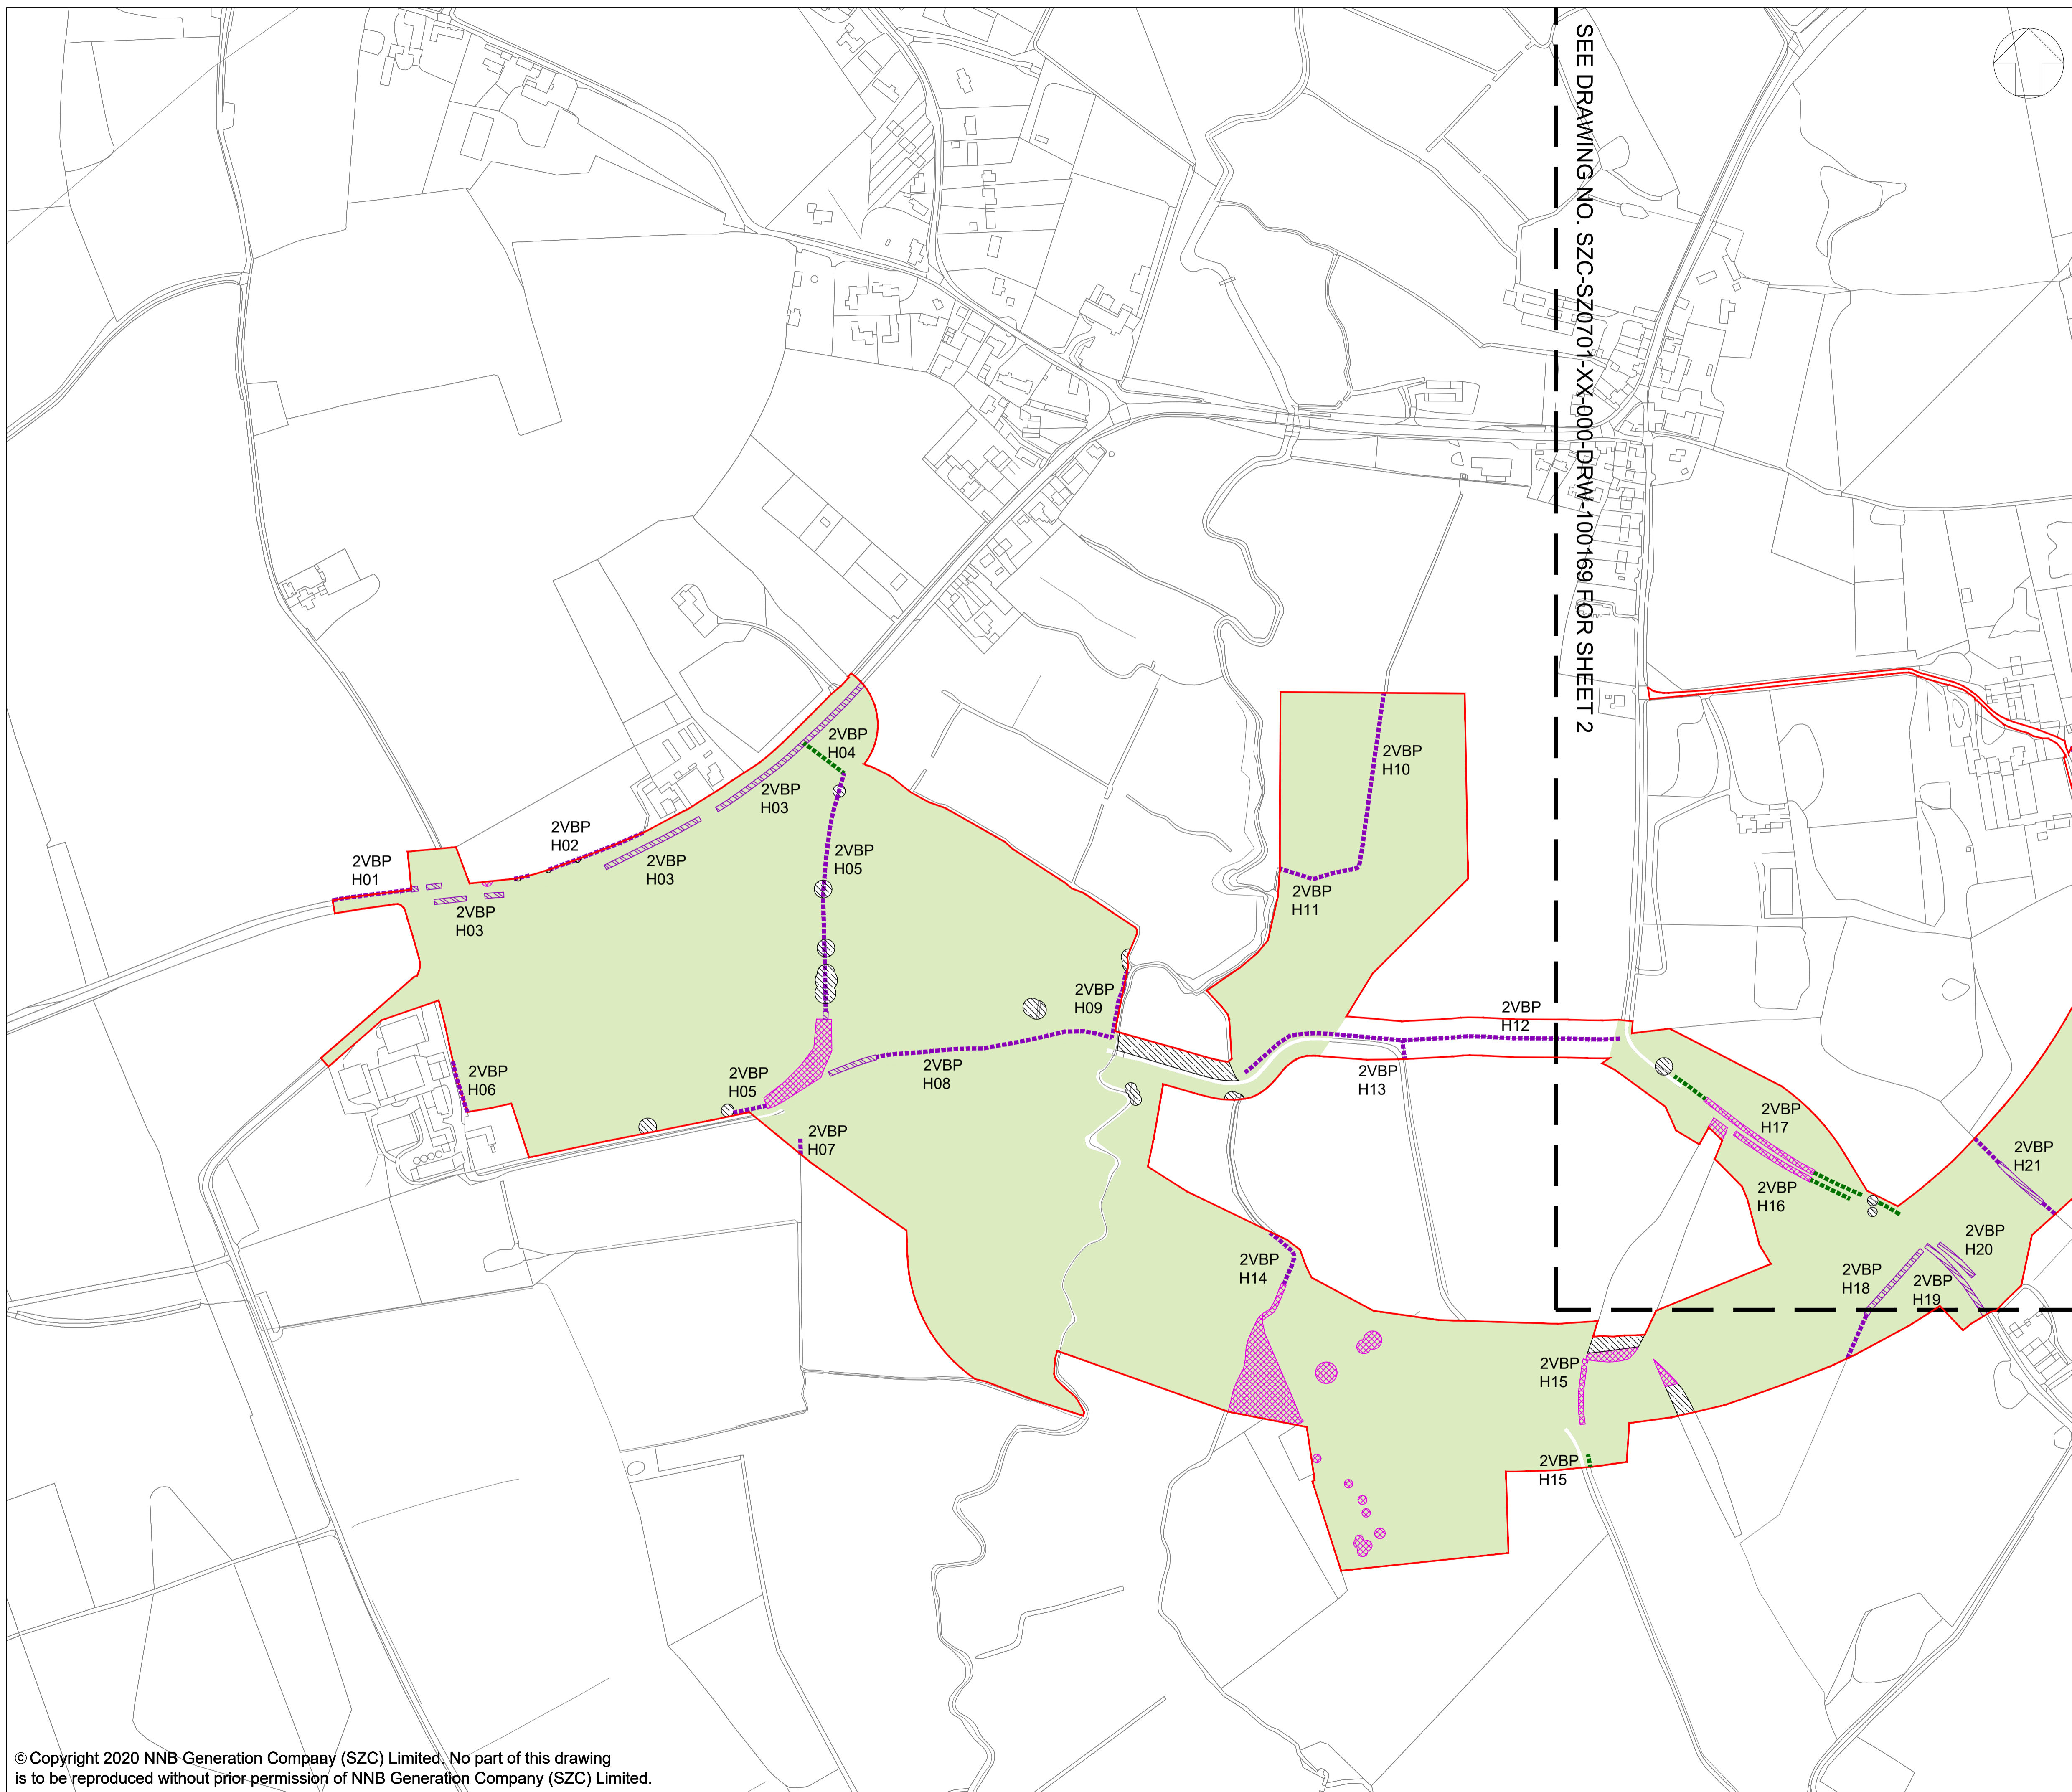 SEE DRAWING NO. SZC-SZ0701-XX-000-DRW-100169 FOR SHEET 2
2VBP
H04
2VBP
H10
2VBP
H03
2VBP
H02
2VBP
H05
2VBP
H01
2VBP
H03
2VBP
H11
2VBP
H03
2VBP
H09
2VBP
H12
2VBP
H06
2VBP
H05
2VBP
H08
2VBP
H13
2VBP
H17
2VBP
H07
2VBP
H21
2VBP
H16
2VBP
H20
2VBP
H14
2VBP
H18
2VBP
H19
2VBP
H15
2VBP
H15
© Copyright 2020 NNB Generation Company (SZC) Limited. No part of this drawing
is to be reproduced without prior permission of NNB Generation Company (SZC) Limited.